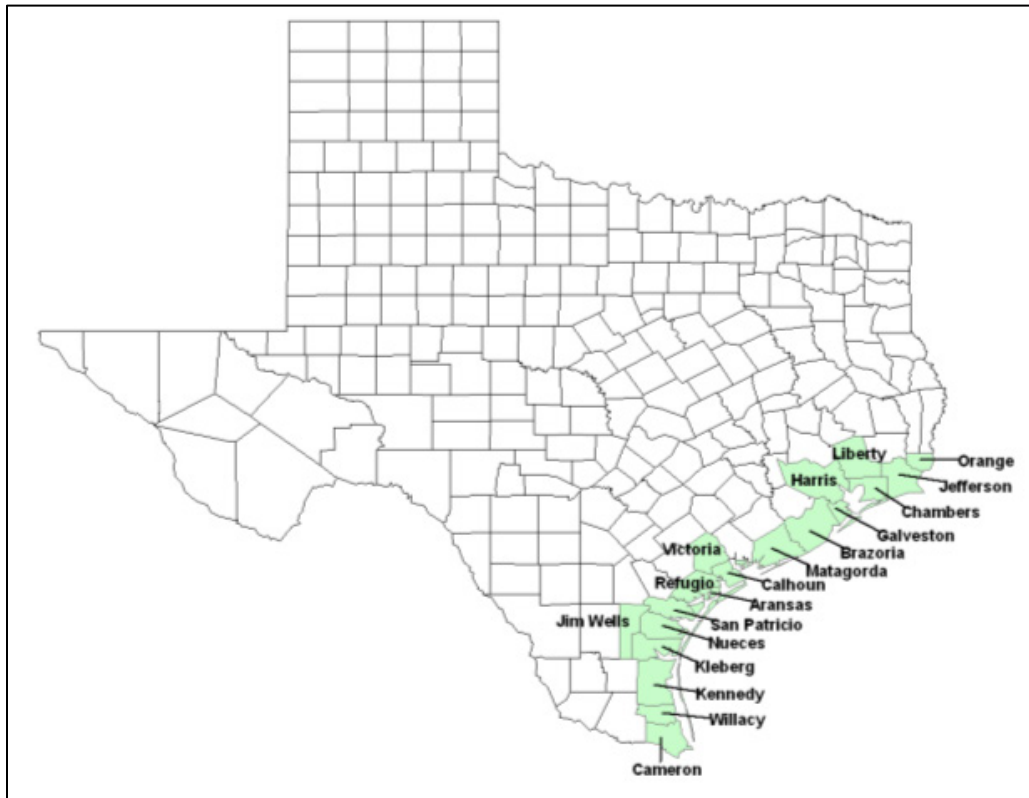 Liberty
Orange
Harris
Jefferson
Chambers
Galveston
Brazoria
Victoria
Matagorda
Refugio
Calhoun
Aransas
Jim Wells
San Patricio
Nueces
Kleberg
Kennedy
Willacy
Cameron